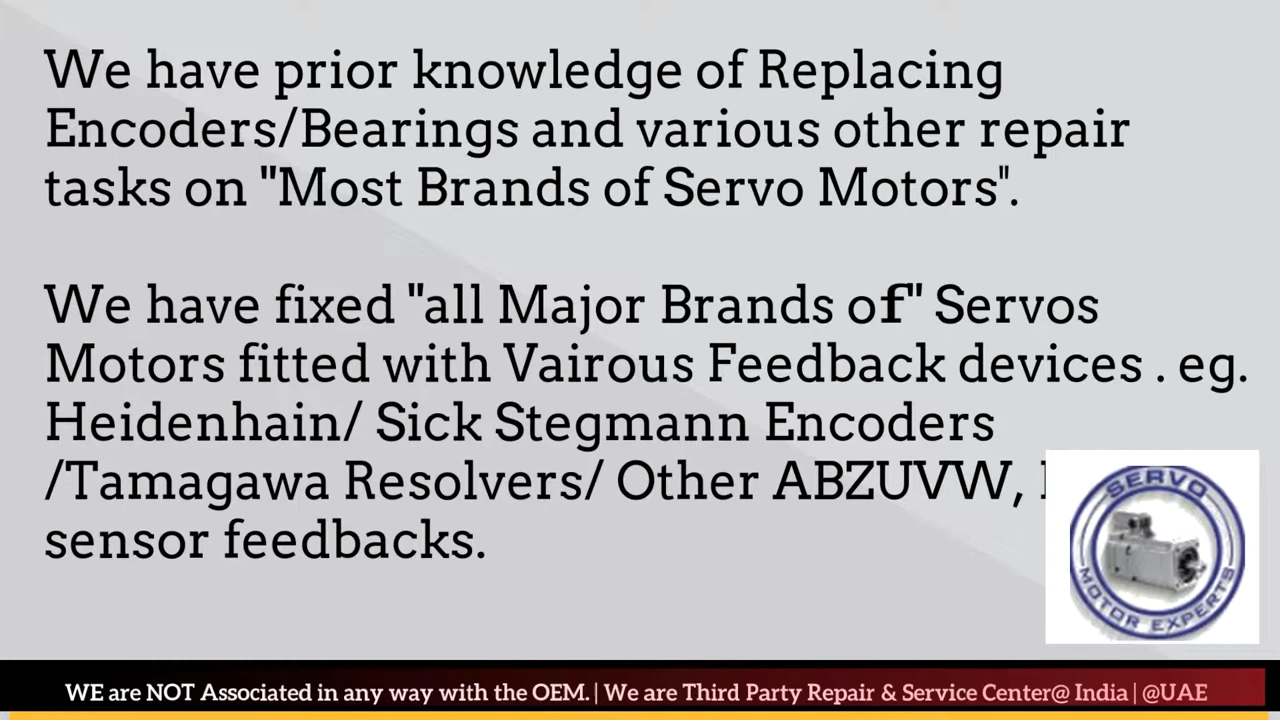 We have prior knowledge of Replacing
Encoders/Bearings and various other repair
tasks on "Most Brands of Servo Motors".
We have fixed "all Major Brands of" Servos
Motors fitted with Vairous Feedback devices . eg.
Heidenhain/ Sick Stegmann Encoders
/Tamagawa Resolvers/ Other ABZUVW,
sensor feedbacks.
SERVO
MOTOR EXPERTS
WE are NOT Associated in any way with the OEM. | We are Third Party Repair & Service Center@ India | @UAE